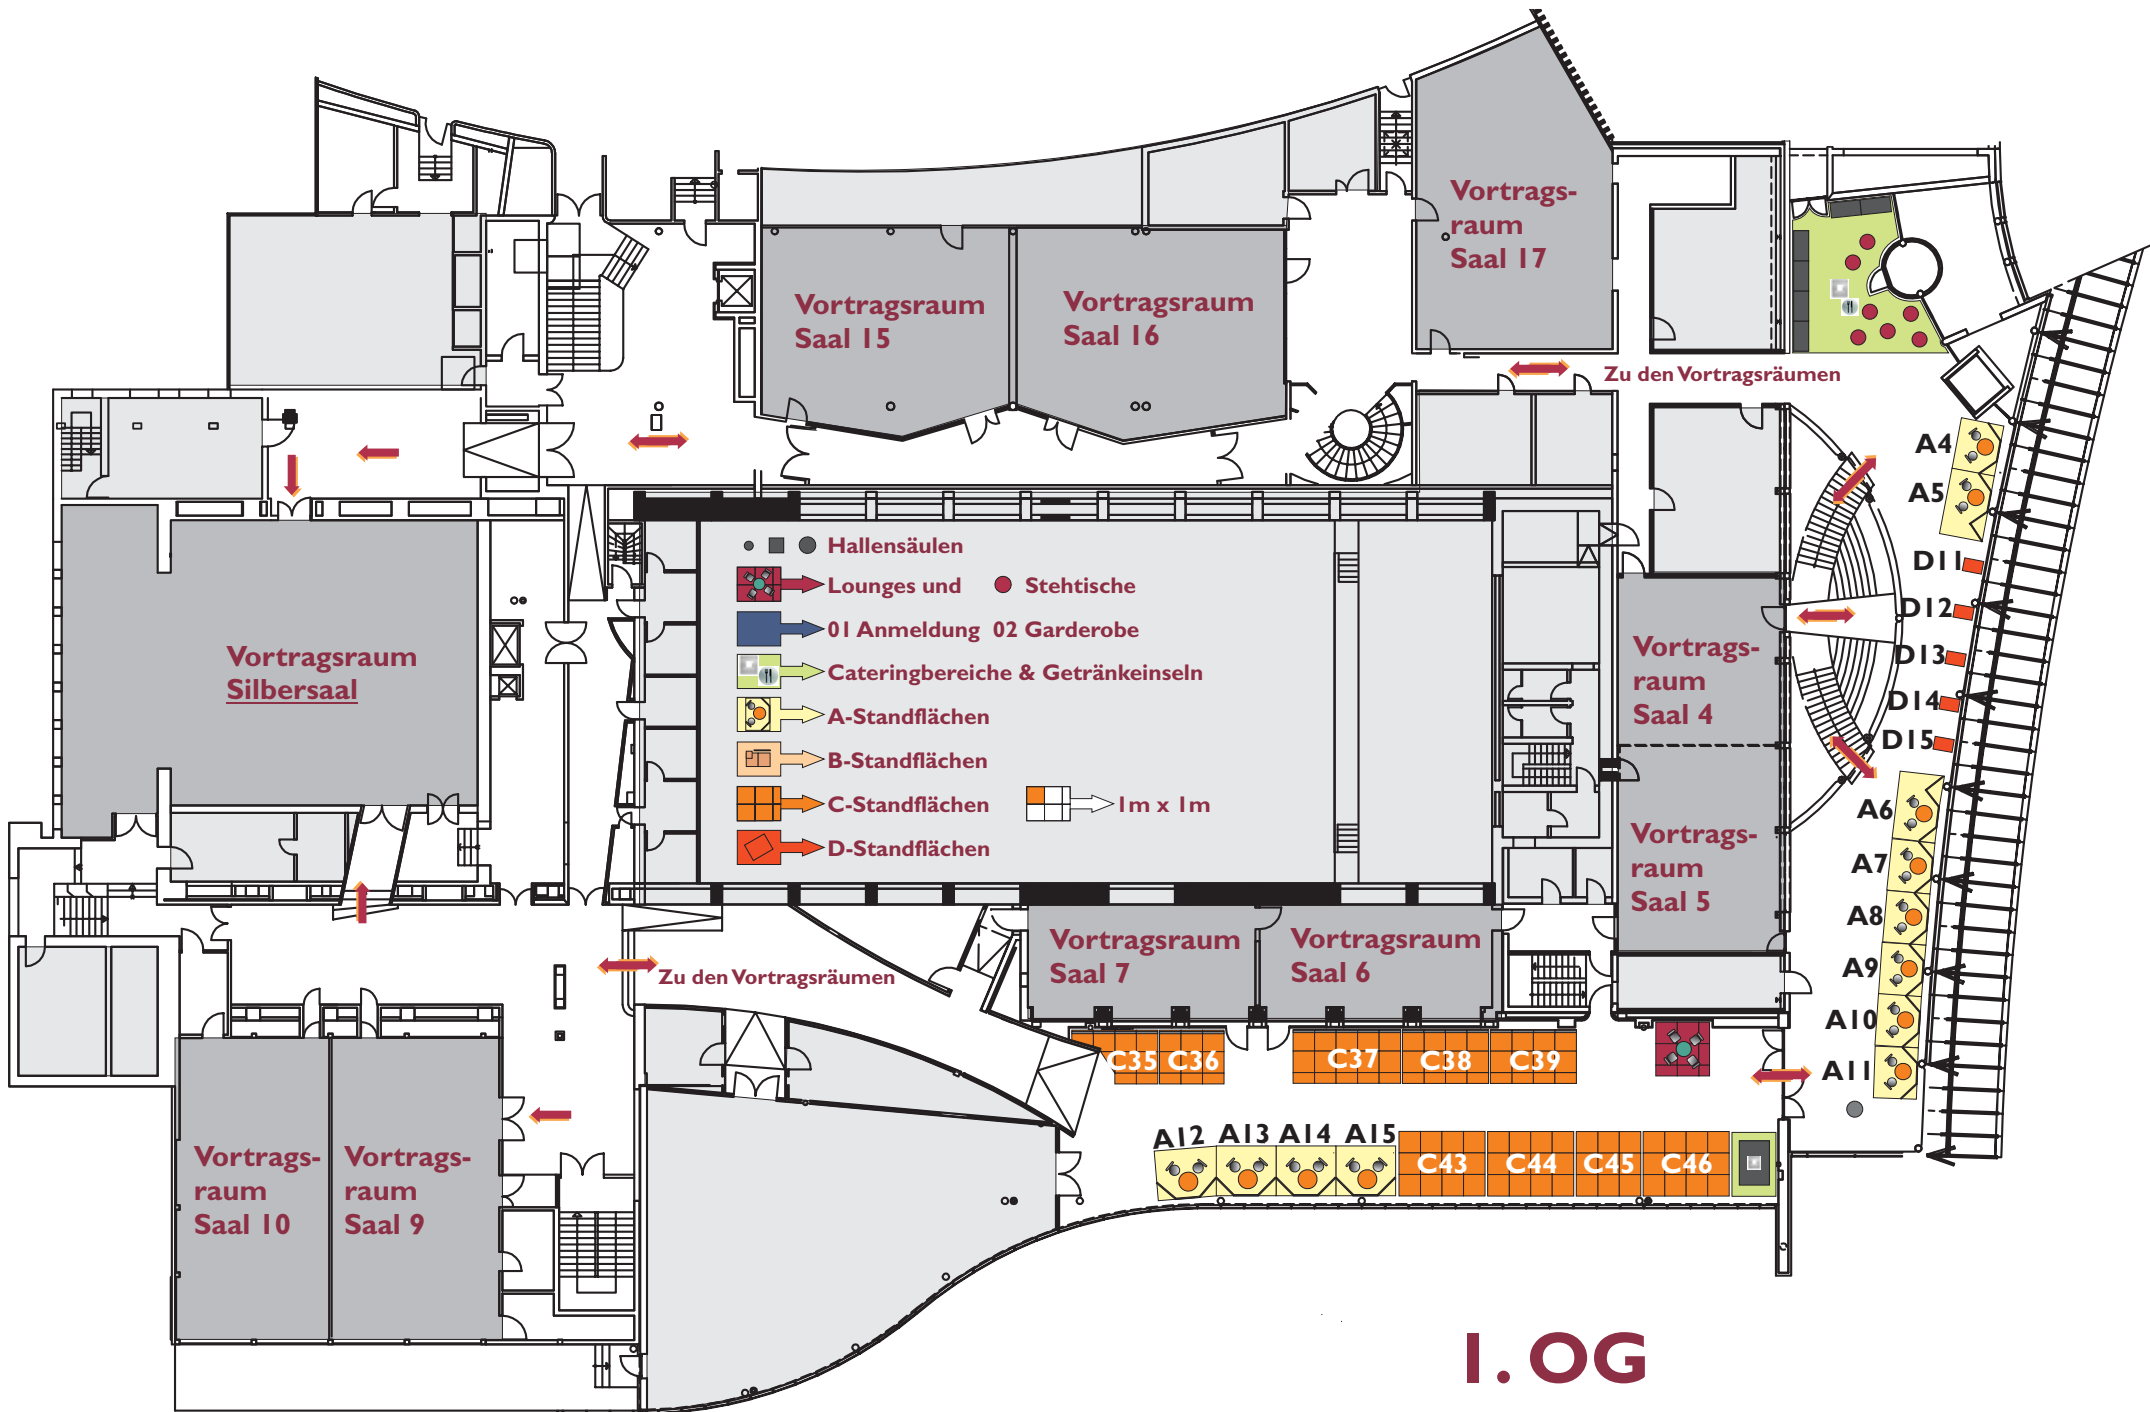 Vortrags-
raum
Saal 17
Vortragsraum
Saal 15
Vortragsraum
Saal 16
Zu den Vortragsräumen
A4
A5
D11
D12
D13
D14
D15
Hallensäulen
Lounges und Stehtische
01 Anmeldung 02 Garderobe
Cateringbereiche & Getränkeinseln
A-Standflächen
B-Standflächen
C-Standflächen 1m x 1m
D-Standflächen
Vortragsraum
Silbersaal
Vortrags-
raum
Saal 4
Vortrags-
raum
Saal 5
A6
A7
A8
A9
A10
A11
Vortragsraum
Saal 7
Vortragsraum
Saal 6
Zu den Vortragsräumen
C35 C36 C37 C38 C39
A12 A13 A14 A15
C43 C44 C45 C46
Vortrags-
raum
Saal 10
Vortrags-
raum
Saal 9
1. OG